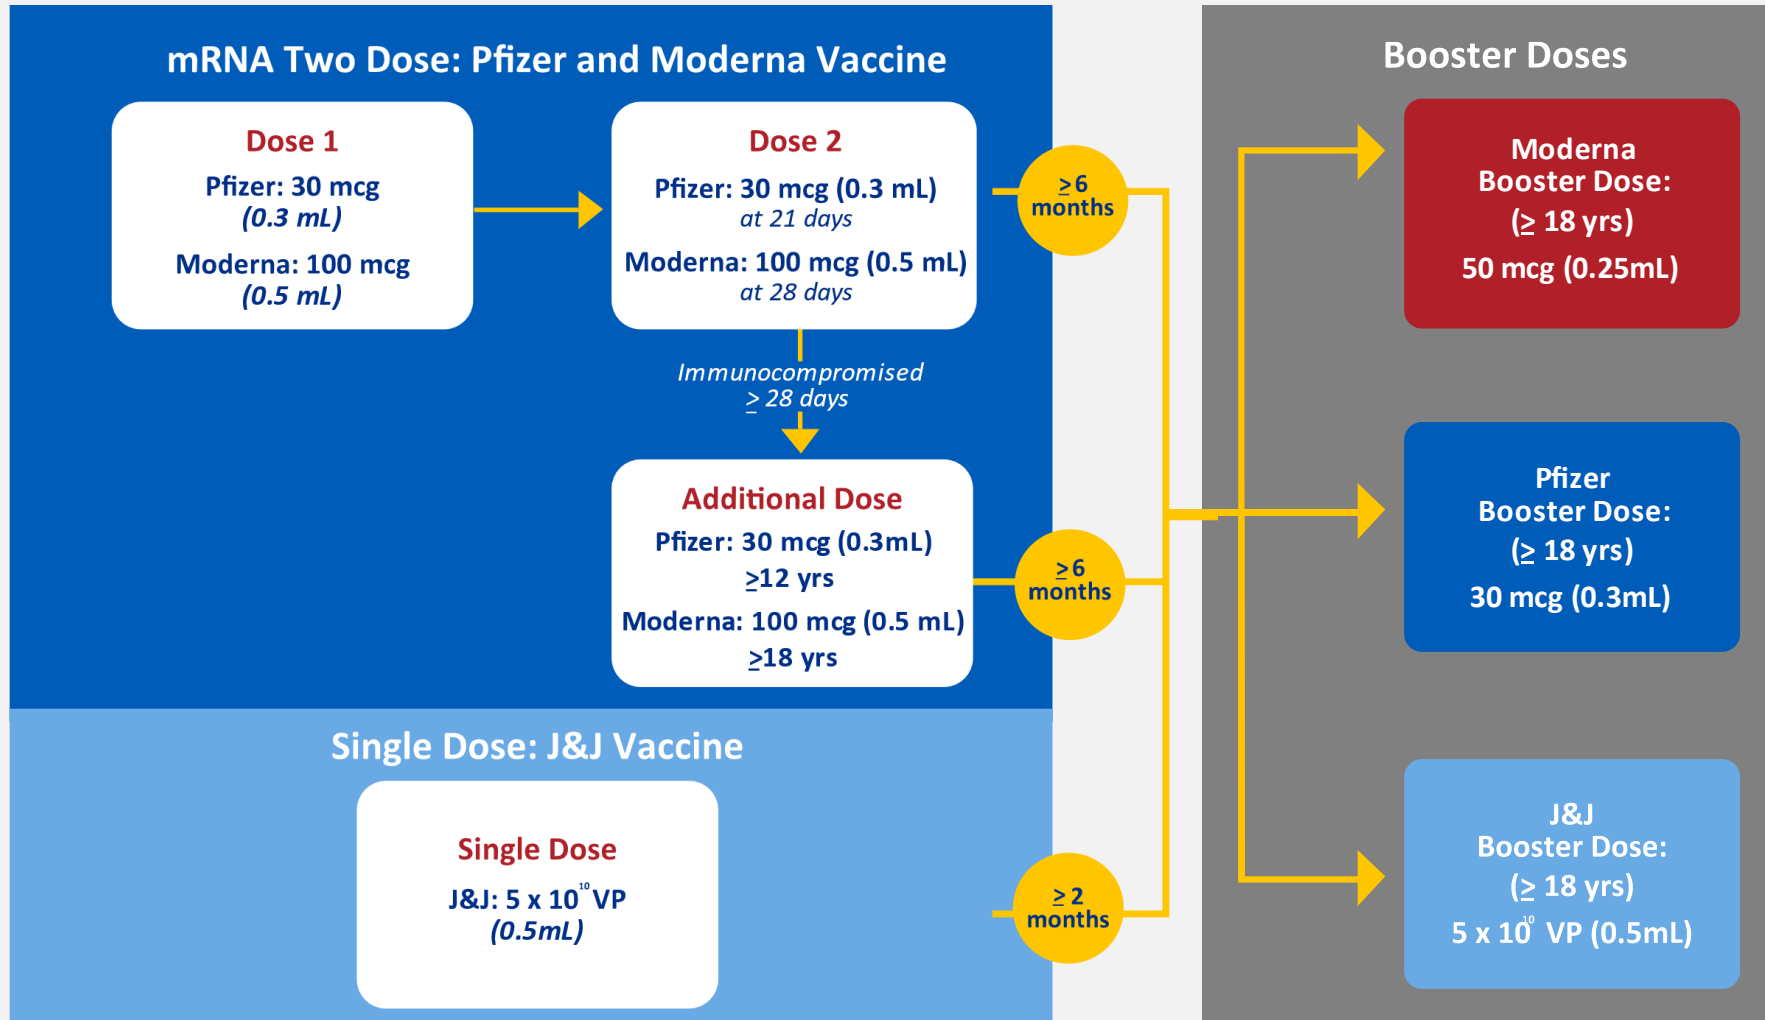 mRNA Two Dose: Pfizer and Moderna Vaccine
Dose 1
Pfizer: 30 mcg
(0.3 mL)
Moderna: 100 mcg
(0.5 mL)
Dose 2
Pfizer: 30 mcg (0.3 mL)
at 21 days
Moderna: 100 mcg (0.5 mL)
at 28 days
≥6
months
Immunocompromised
≥ 28 days
Additional Dose
Pfizer: 30 mcg (0.3mL)
≥12 yrs
Moderna: 100 mcg (0.5 mL)
≥18 yrs
≥6
months
Single Dose: J&J Vaccine
Single Dose
J&J: 5 x 10¹⁰ VP
(0.5mL)
≥ 2
months
Booster Doses
Moderna
Booster Dose:
(≥ 18 yrs)
50 mcg (0.25mL)
Pfizer
Booster Dose:
(≥ 18 yrs)
30 mcg (0.3mL)
J&J
Booster Dose:
(≥ 18 yrs)
5 x 10¹⁰ VP (0.5mL)